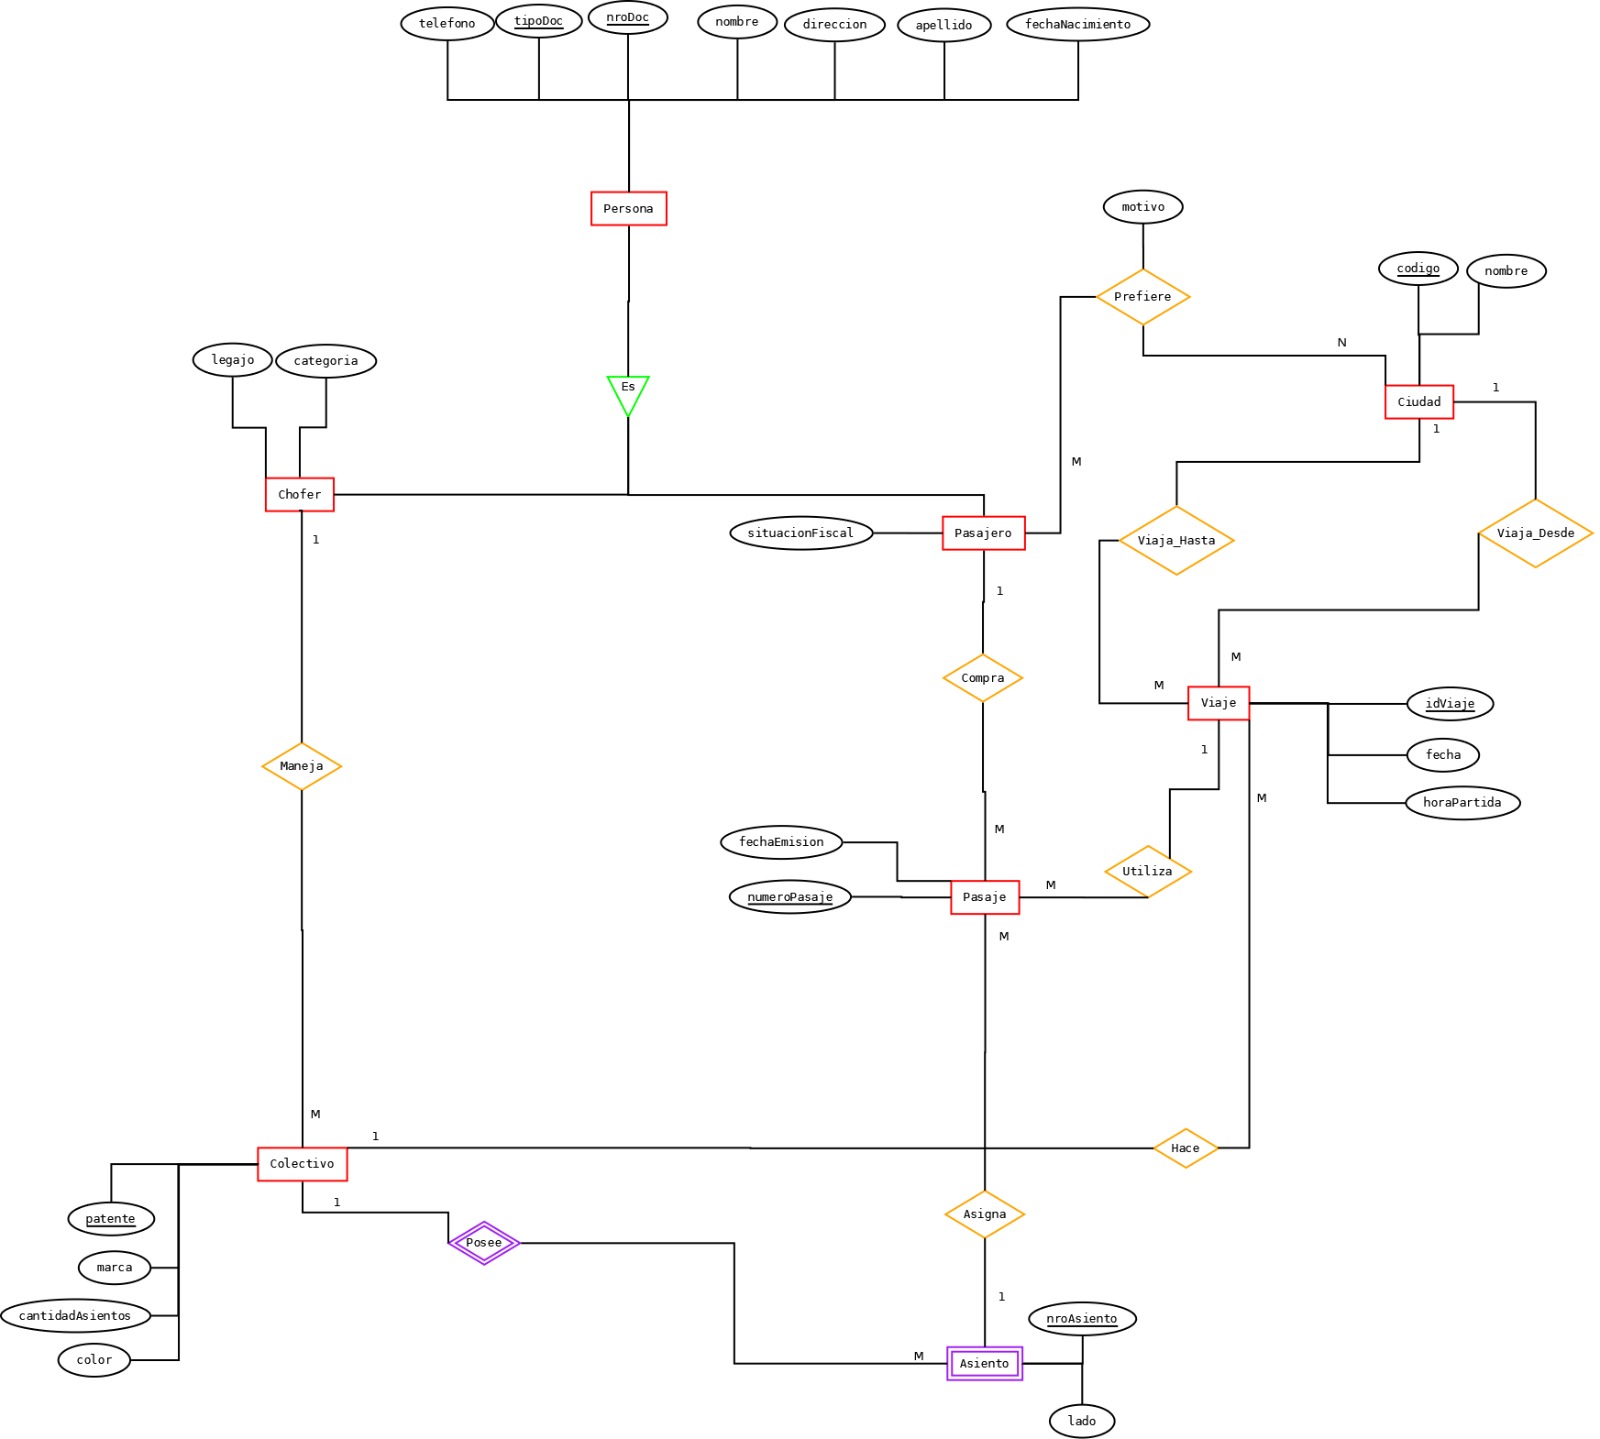 telefono
tipoDoc
nroDoc
nombre
direccion
apellido
fechaNacimiento
Persona
motivo
Prefiere
codigo
nombre
N
legajo
categoria
Es
Ciudad
1
1
M
Chofer
1
situacionFiscal
Pasajero
Viaja_Hasta
Viaja_Desde
1
M
Compra
M
Viaje
idViaje
1
fecha
Maneja
M
horaPartida
M
fechaEmision
Utiliza
M
numeroPasaje
Pasaje
M
M
1
Hace
Colectivo
1
patente
Posee
Asigna
marca
1
cantidadAsientos
nroAsiento
color
M
Asiento
lado